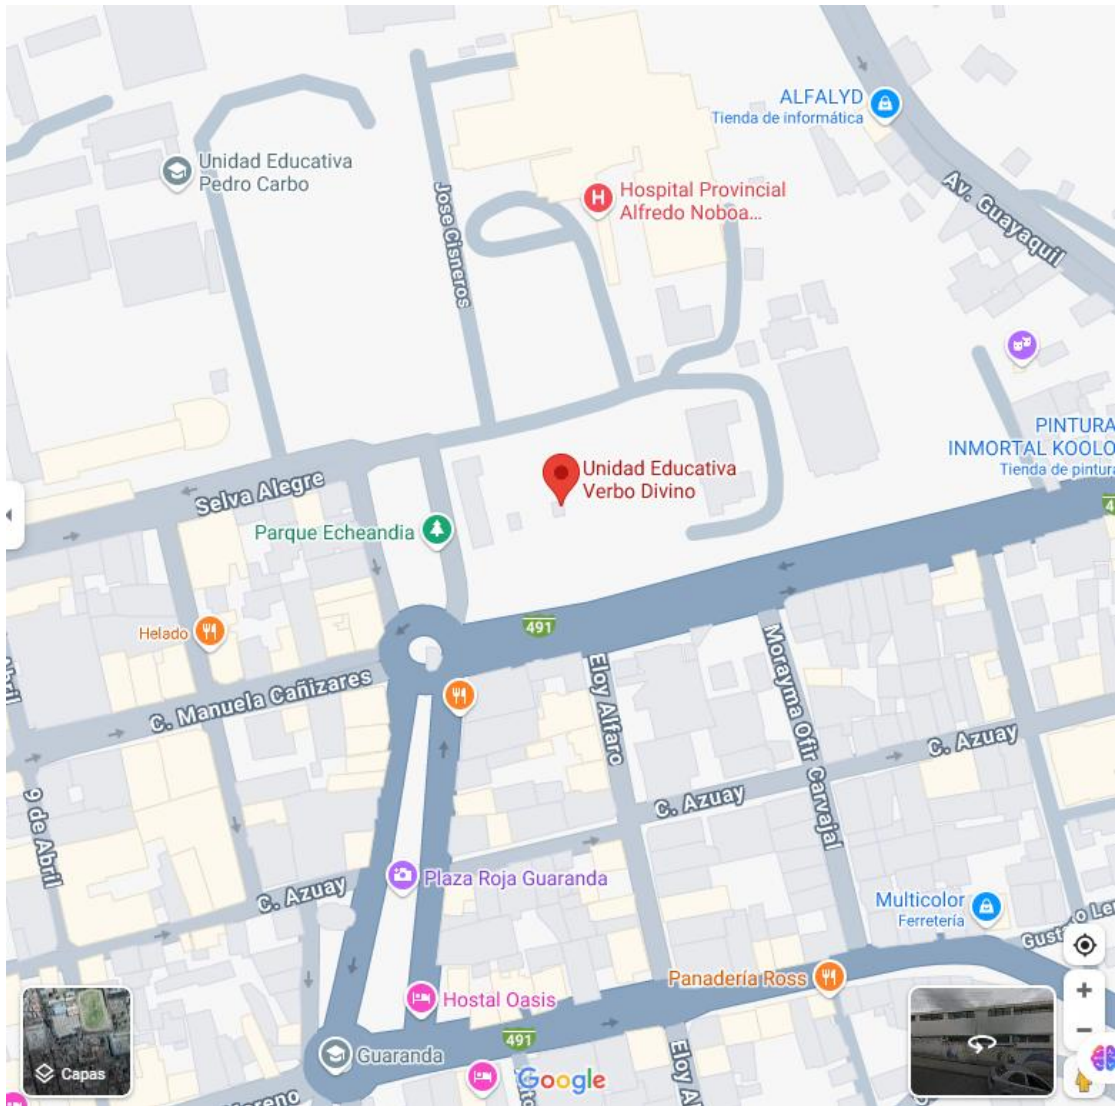 ALFALYD
Tienda de informática
Unidad Educativa
Pedro Carbo
Hospital Provincial
Alfredo Noboa...
Jose Cisneros
Av. Guayaquil
PINTURA
INMORTAL KOOLO
Tienda de pintura
Unidad Educativa
Verbo Divino
Selva Alegre
Parque Echeandia
491
Helado
C. Manuela Cañizares
Eloy Alfaro
Morayma Ofir Carvajal
C. Azuay
C. Azuay
9 de Abril
Plaza Roja Guaranda
C. Azuay
Multicolor
Ferretería
Panadería Ross
Hostal Oasis
491
Guaranda
Capas
Google